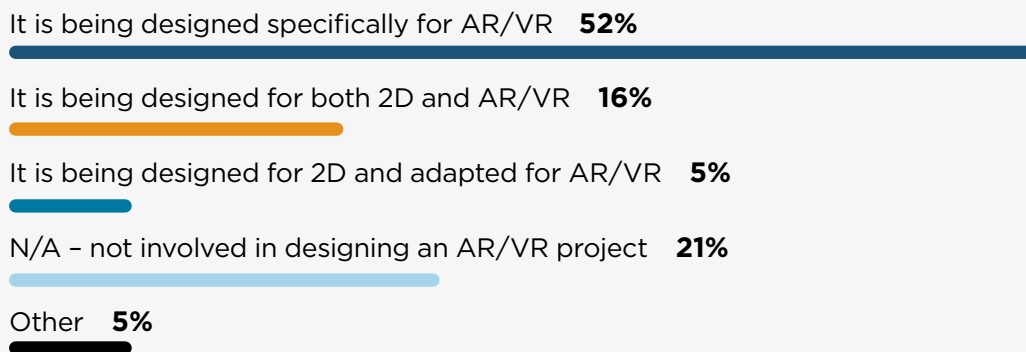 It is being designed specifically for AR/VR 52%
It is being designed for both 2D and AR/VR 16%
It is being designed for 2D and adapted for AR/VR 5%
N/A – not involved in designing an AR/VR project 21%
Other 5%